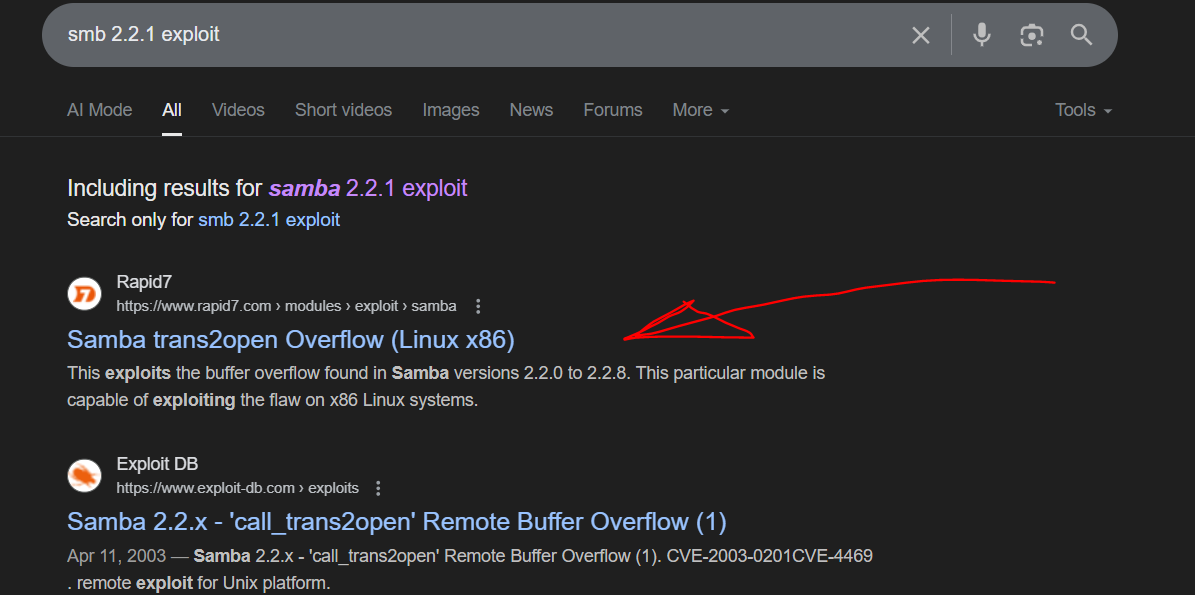 smb 2.2.1 exploit
AI Mode All Videos Short videos Images News Forums More Tools
Including results for samba 2.2.1 exploit
Search only for smb 2.2.1 exploit
Rapid7
https://www.rapid7.com › modules › exploit › samba
Samba trans2open Overflow (Linux x86)
This exploits the buffer overflow found in Samba versions 2.2.0 to 2.2.8. This particular module is
capable of exploiting the flaw on x86 Linux systems.
Exploit DB
https://www.exploit-db.com › exploits
Samba 2.2.x - 'call_trans2open' Remote Buffer Overflow (1)
Apr 11, 2003 — Samba 2.2.x - 'call_trans2open' Remote Buffer Overflow (1). CVE-2003-0201CVE-4469
. remote exploit for Unix platform.